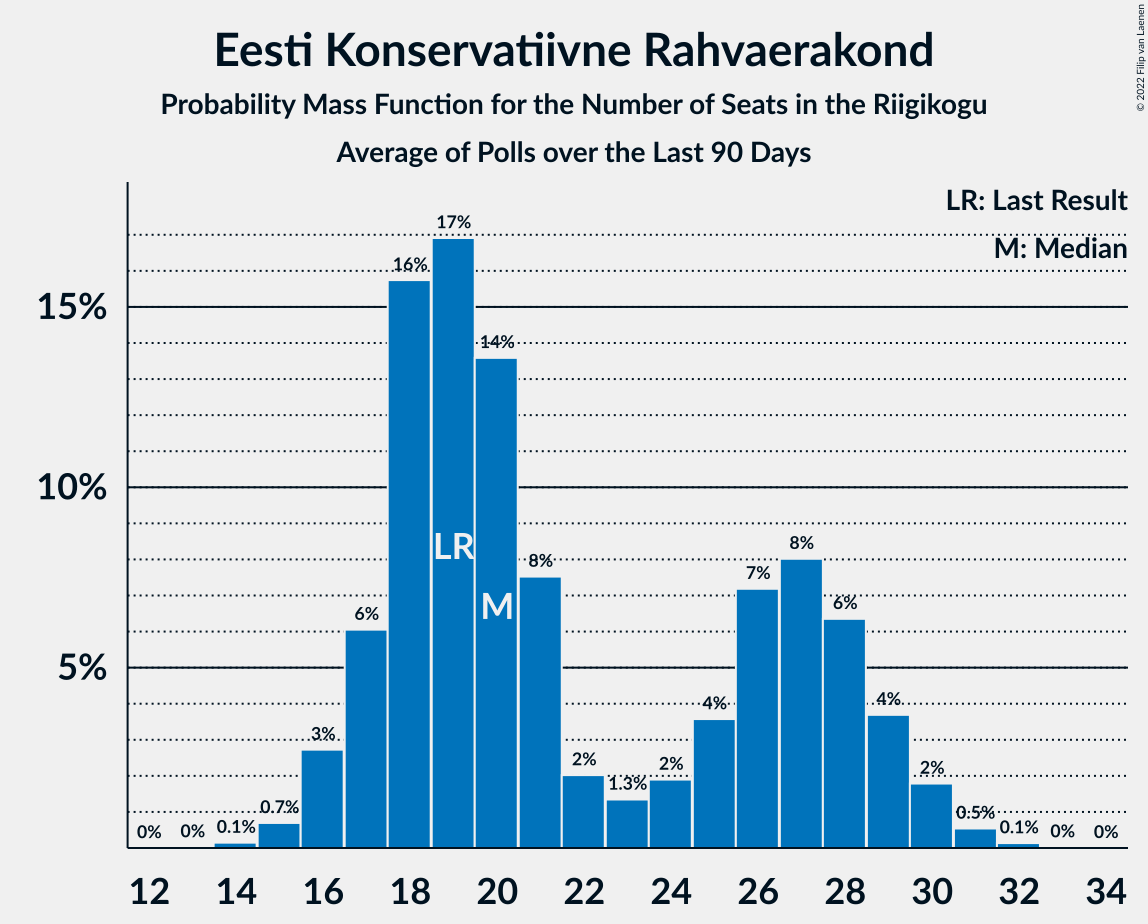 Eesti Konservatiivne Rahvaerakond
Probability Mass Function for the Number of Seats in the Riigikogu
Average of Polls over the Last 90 Days
© 2022 Filip van Laenen
LR: Last Result
M: Median
15%
10%
5%
0%
0%
0.1%
0.7%
3%
6%
16%
17%
14%
8%
2%
1.3%
2%
4%
7%
8%
6%
4%
2%
0.5%
0.1%
0%
0%
LR
M
12 14 16 18 20 22 24 26 28 30 32 34